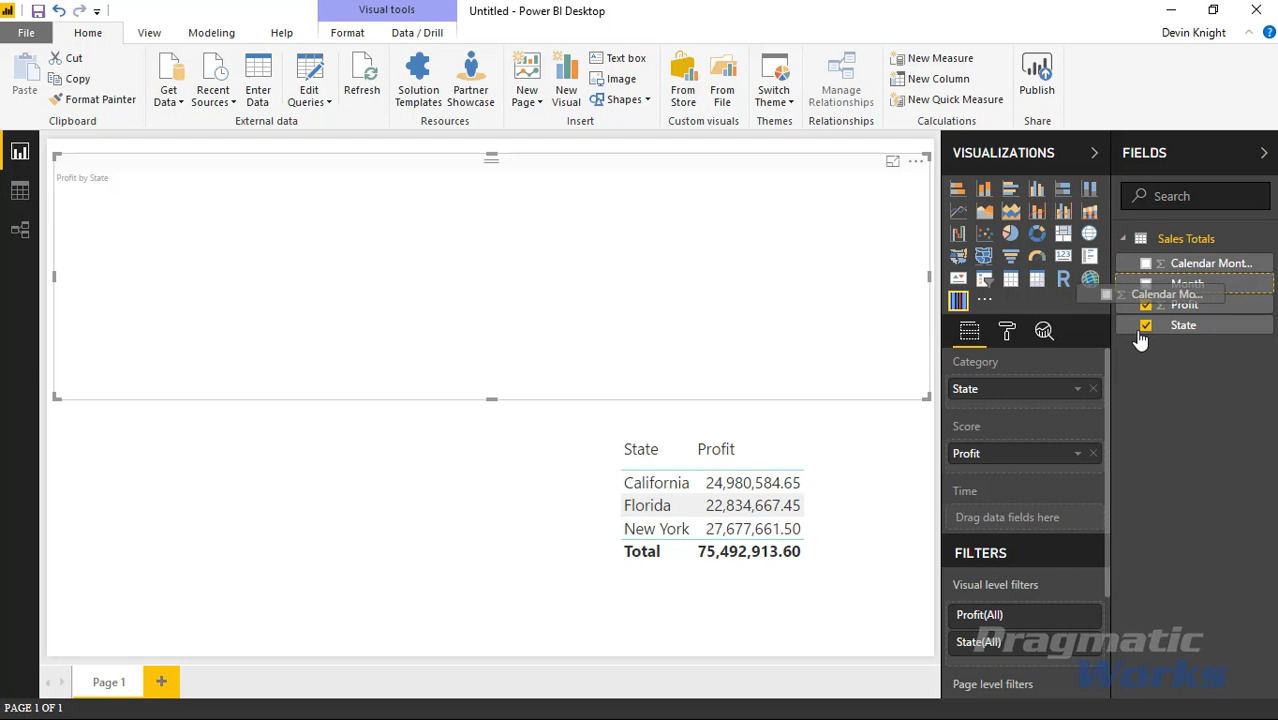 Visual tools
Untitled - Power BI Desktop
File
Home
View
Modeling
Help
Format
Data / Drill
Devin Knight
Paste
Cut
Copy
Format Painter
Clipboard
Get Data
Recent Sources
Enter Data
Edit Queries
Refresh
External data
Solution Templates
Partner Showcase
Resources
New Page
New Visual
Text box
Image
Shapes
Insert
From Store
From File
Custom visuals
Switch Theme
Themes
Manage Relationships
Relationships
New Measure
New Column
New Quick Measure
Calculations
Publish
Share
Profit by State
State Profit
California 24,980,584.65
Florida 22,834,667.45
New York 27,677,661.50
Total 75,492,913.60
VISUALIZATIONS
Category
State
Score
Profit
Time
Drag data fields here
FILTERS
Visual level filters
Profit(All)
State(All)
Page level filters
FIELDS
Search
Sales Totals
Calendar Mont...
Month
Calendar Mo...
Profit
State
Pragmatic
Works
Page 1
PAGE 1 OF 1